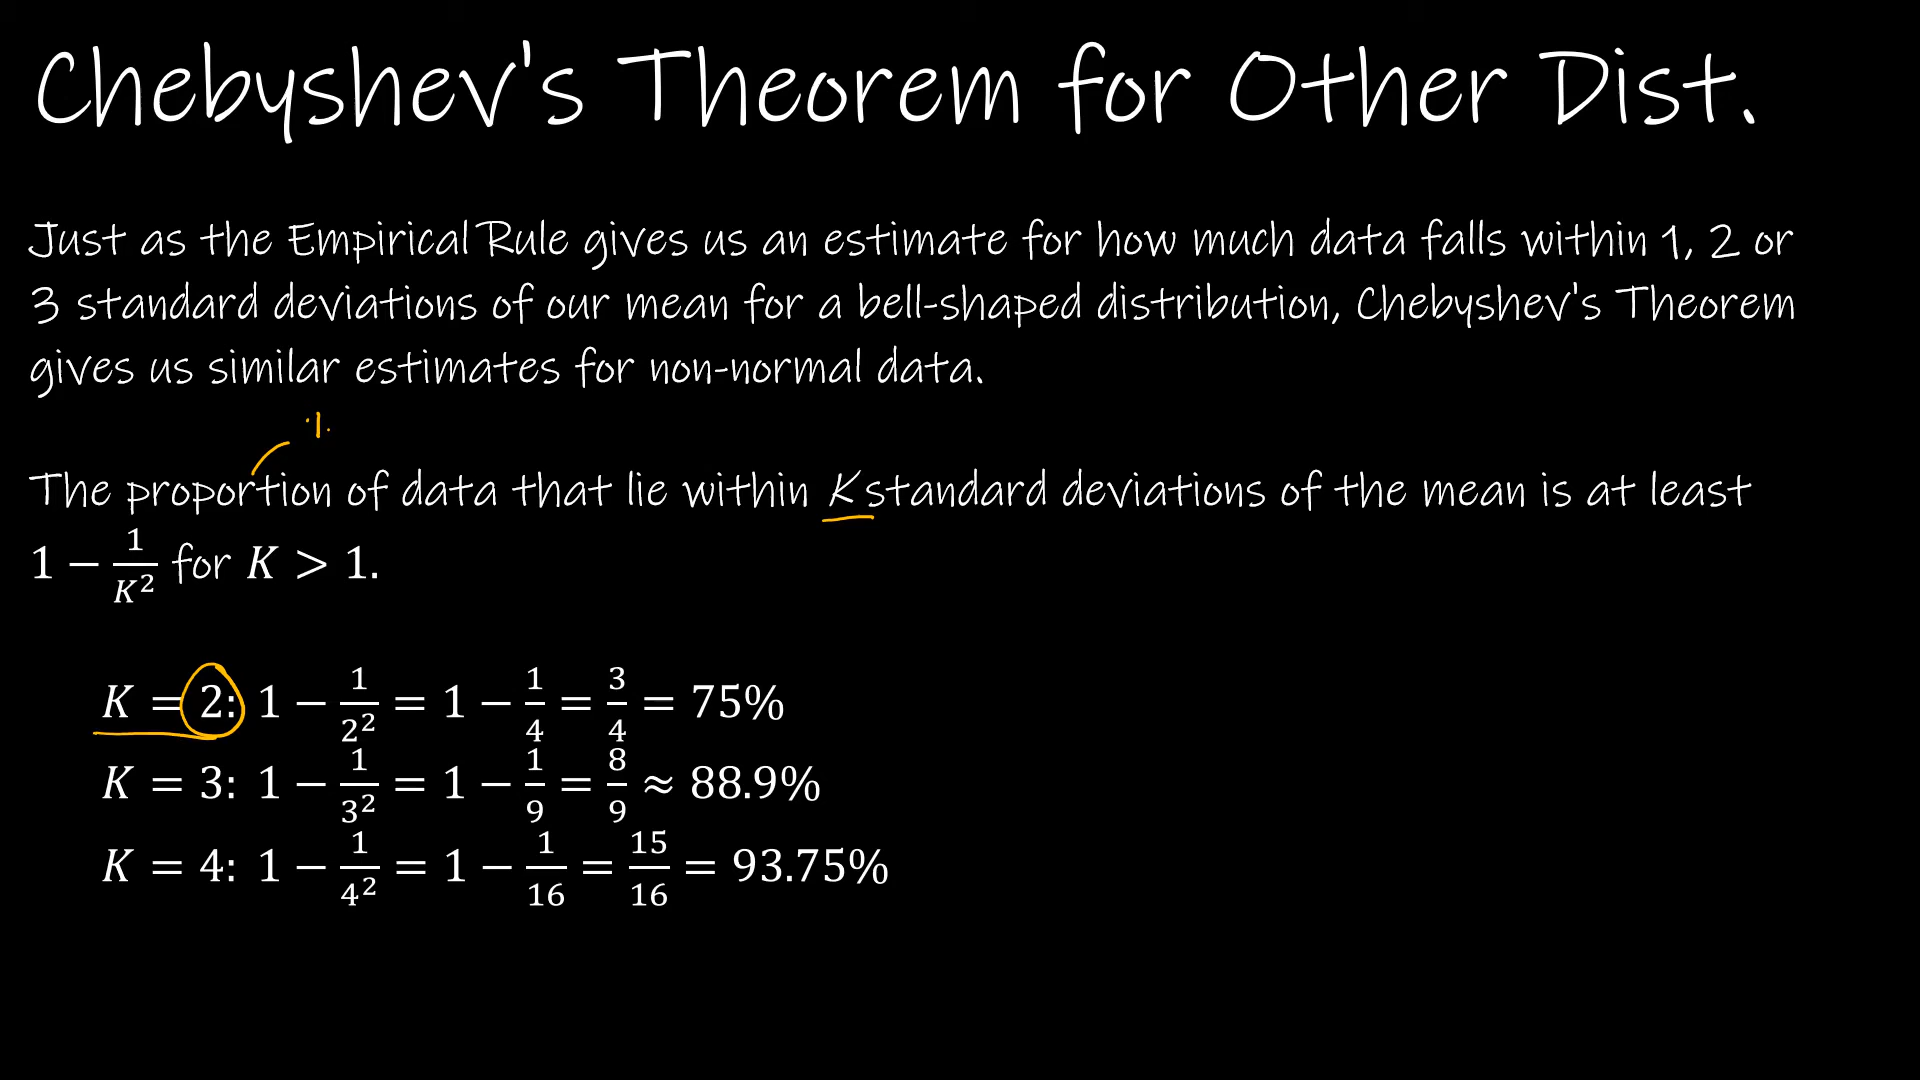 Chebyshev's Theorem for Other Dist.
Just as the Empirical Rule gives us an estimate for how much data falls within 1, 2 or
3 standard deviations of our mean for a bell-shaped distribution, Chebyshev's Theorem
gives us similar estimates for non-normal data.
%
The proportion of data that lie within K standard deviations of the mean is at least
1 − 1/K² for K > 1.
K = 2: 1 − 1/2² = 1 − 1/4 = 3/4 = 75%
K = 3: 1 − 1/3² = 1 − 1/9 = 8/9 ≈ 88.9%
K = 4: 1 − 1/4² = 1 − 1/16 = 15/16 = 93.75%